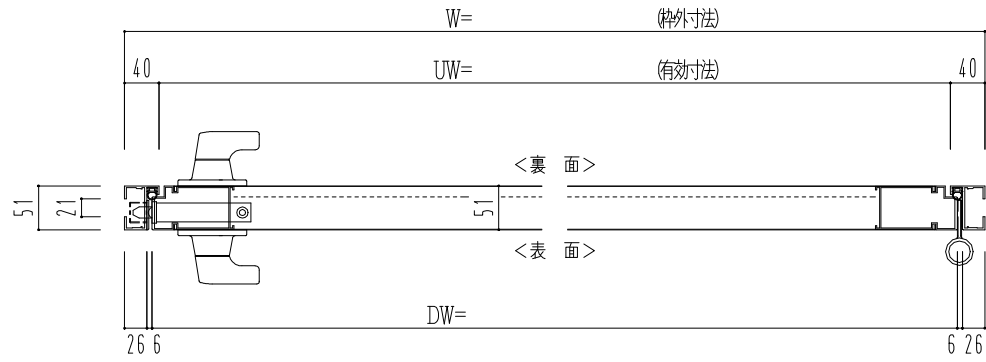 W= (枠外寸法)
40 UW= (有効寸法) 40
＜裏 面＞
51 21 51
＜表 面＞
DW=
26 6 6 26